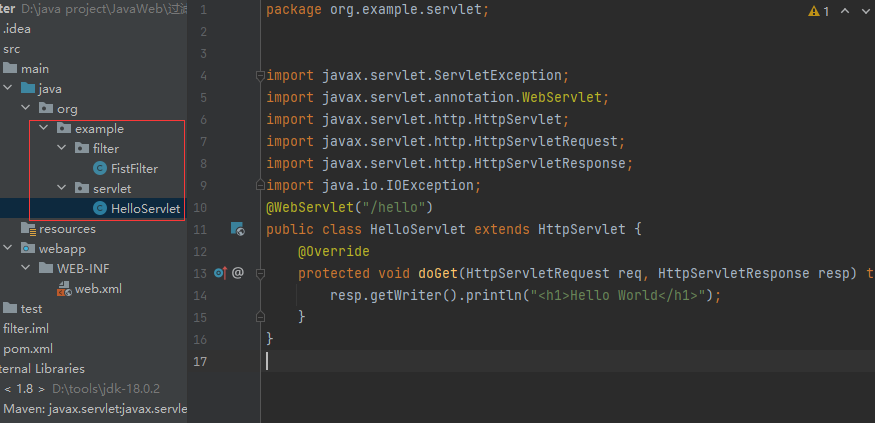 ter D:\java project\JavaWeb\过滤
.idea
src
main
java
org
example
filter
FistFilter
servlet
HelloServlet
resources
webapp
WEB-INF
web.xml
test
filter.iml
pom.xml
ternal Libraries
< 1.8 > D:\tools\jdk-18.0.2
Maven: javax.servlet:javax.servle
1 package org.example.servlet;
2
3
4 import javax.servlet.ServletException;
5 import javax.servlet.annotation.WebServlet;
6 import javax.servlet.http.HttpServlet;
7 import javax.servlet.http.HttpServletRequest;
8 import javax.servlet.http.HttpServletResponse;
9 import java.io.IOException;
10 @WebServlet("/hello")
11 public class HelloServlet extends HttpServlet {
12 @Override
13 @ protected void doGet(HttpServletRequest req, HttpServletResponse resp) t
14 resp.getWriter().println("<h1>Hello World</h1>");
15 }
16 }
17
1